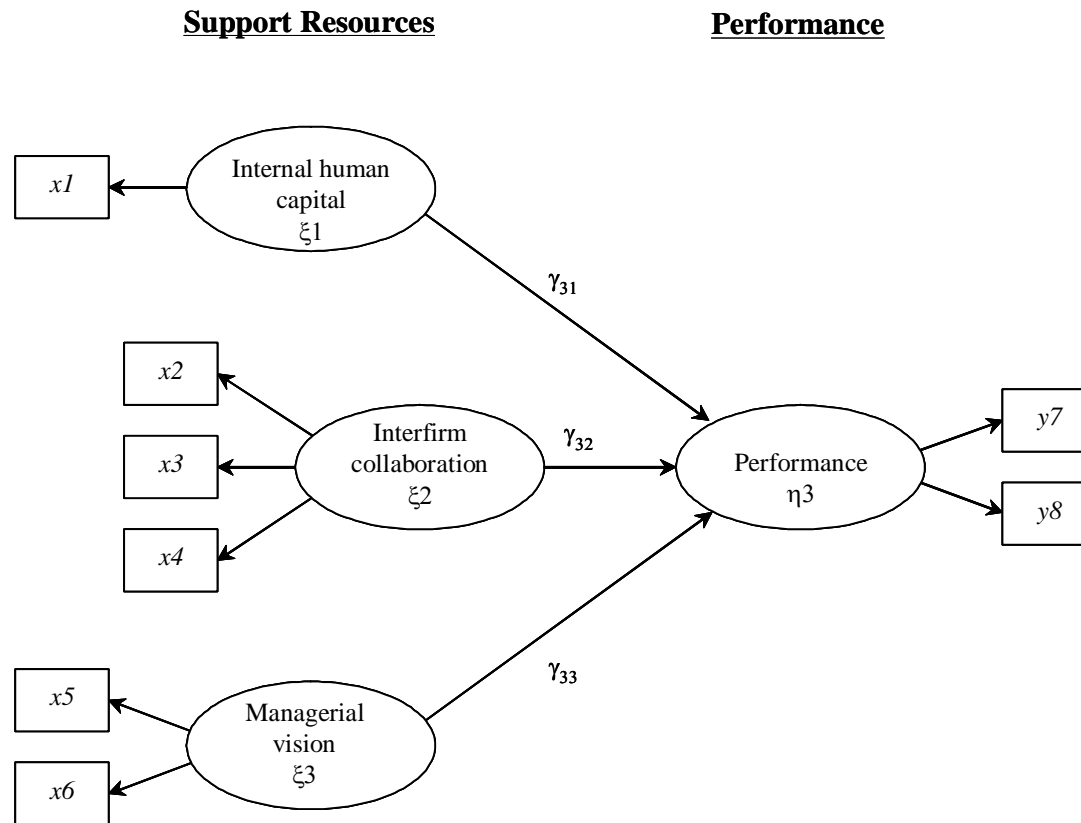 Support Resources
Performance
x1
Internal human
capital
ξ1
γ31
x2
x3
x4
Interfirm
collaboration
ξ2
γ32
Performance
η3
y7
y8
x5
x6
Managerial
vision
ξ3
γ33